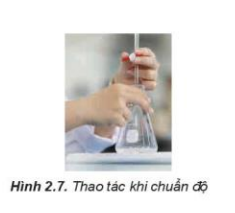 Hình 2.7. Thao tác khi chuẩn độ